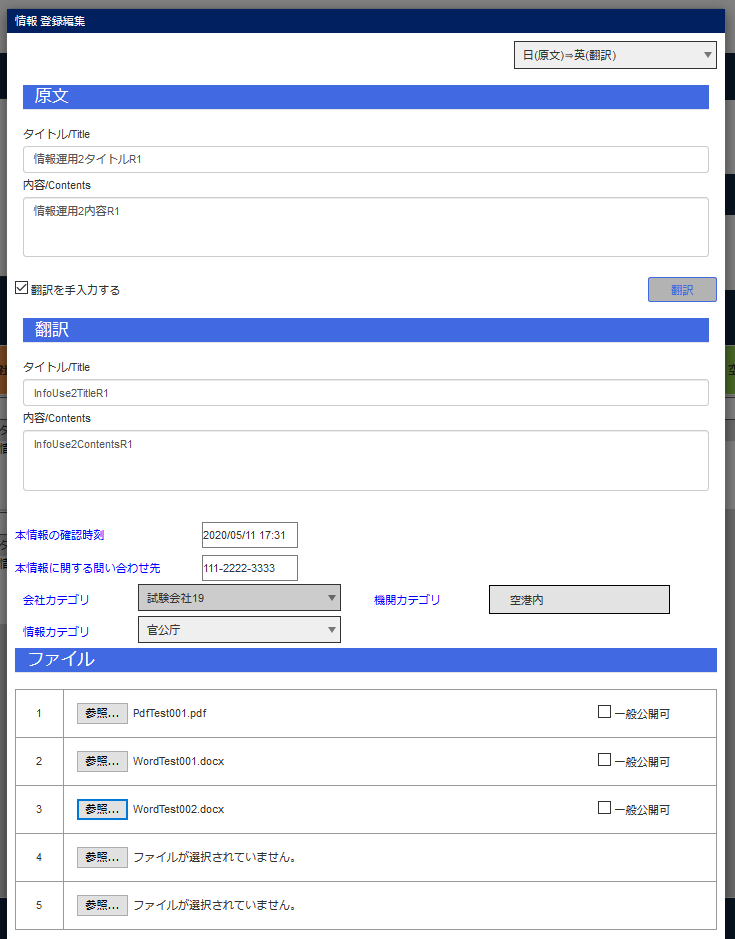 情報 登録編集
日(原文)⇒英(翻訳)
原文
タイトル/Title
情報運用2タイトルR1
内容/Contents
情報運用2内容R1
翻訳を手入力する
翻訳
翻訳
タイトル/Title
InfoUse2TitleR1
内容/Contents
InfoUse2ContentsR1
本情報の確認時刻 2020/05/11 17:31
本情報に関する問い合わせ先 111-2222-3333
会社カテゴリ 試験会社19 機関カテゴリ 空港内
情報カテゴリ 官公庁
ファイル
1 参照... PdfTest001.pdf 一般公開可
2 参照... WordTest001.docx 一般公開可
3 参照... WordTest002.docx 一般公開可
4 参照... ファイルが選択されていません。
5 参照... ファイルが選択されていません。